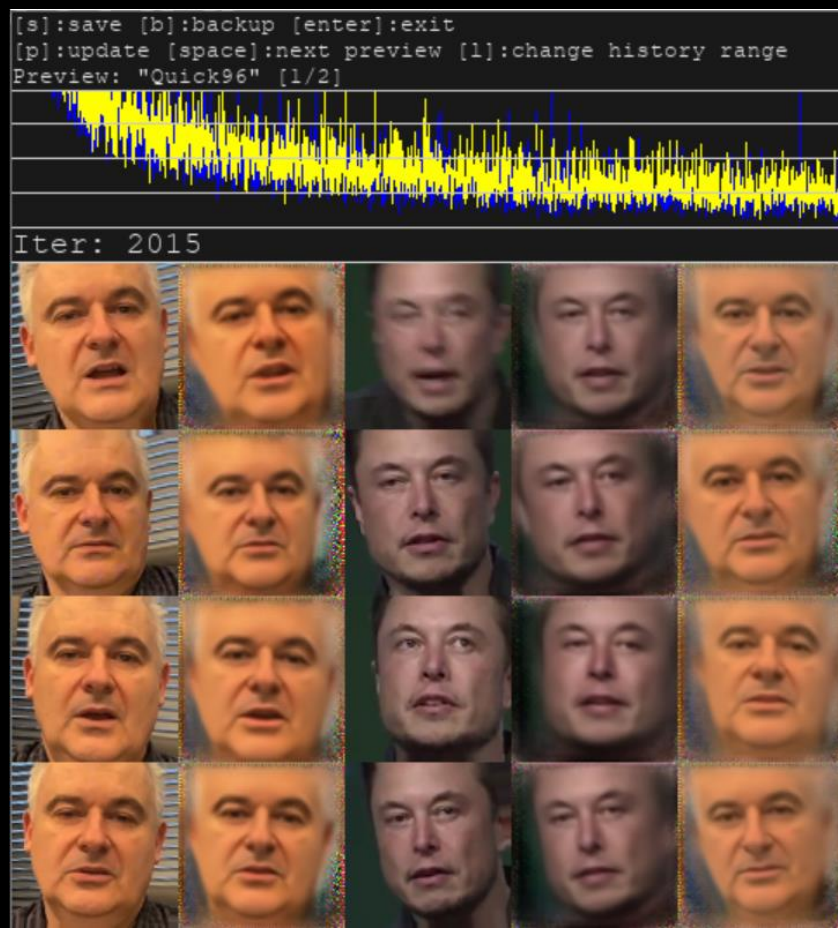 [s]:save [b]:backup [enter]:exit
[p]:update [space]:next preview [l]:change history range
Preview: "Quick96" [1/2]
Iter: 2015